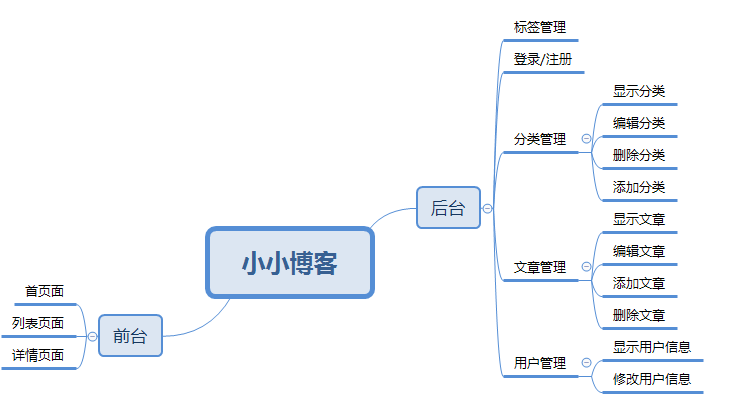 小小博客
后台
标签管理
登录/注册
分类管理
显示分类
编辑分类
删除分类
添加分类
文章管理
显示文章
编辑文章
添加文章
删除文章
用户管理
显示用户信息
修改用户信息
前台
首页面
列表页面
详情页面